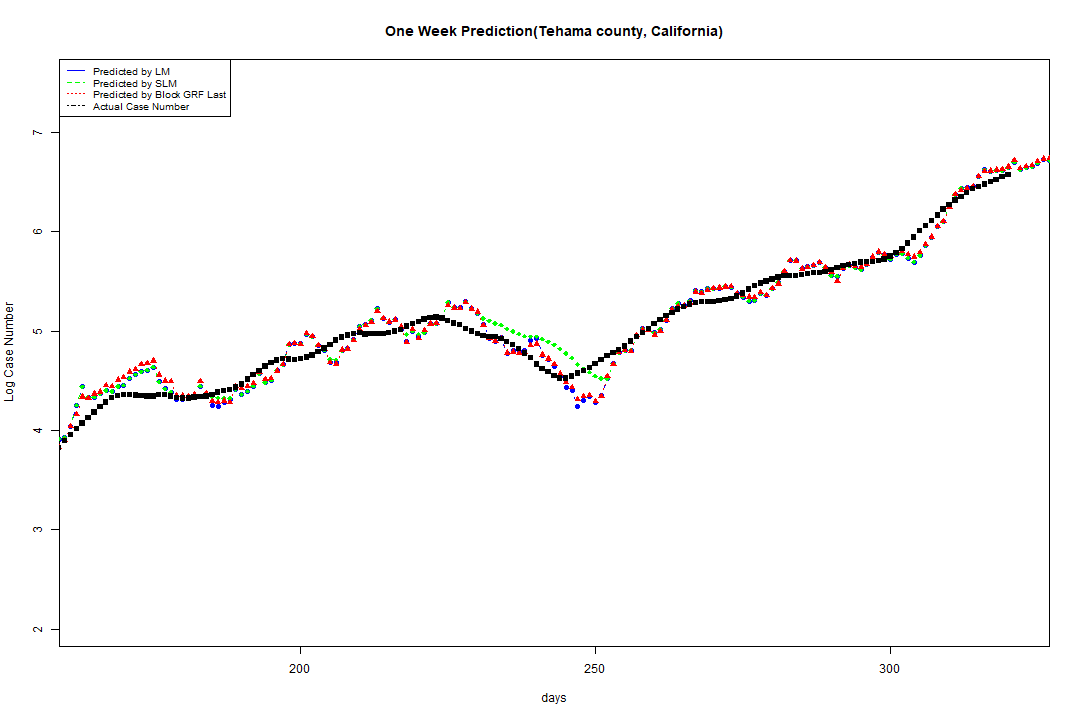 One Week Prediction(Tehama county, California)
Predicted by LM
Predicted by SLM
Predicted by Block GRF Last
Actual Case Number
7
6
5
4
3
2
Log Case Number
200 250 300
days